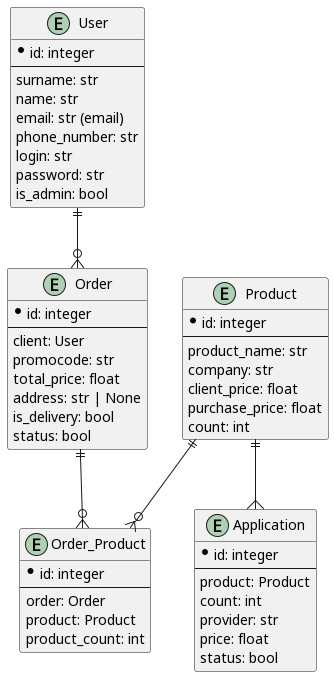 E User
id: integer
surname: str
name: str
email: str (email)
phone_number: str
login: str
password: str
is_admin: bool
E Order
id: integer
client: User
promocode: str
total_price: float
address: str | None
is_delivery: bool
status: bool
E Product
id: integer
product_name: str
company: str
client_price: float
purchase_price: float
count: int
E Order_Product
id: integer
order: Order
product: Product
product_count: int
E Application
id: integer
product: Product
count: int
provider: str
price: float
status: bool